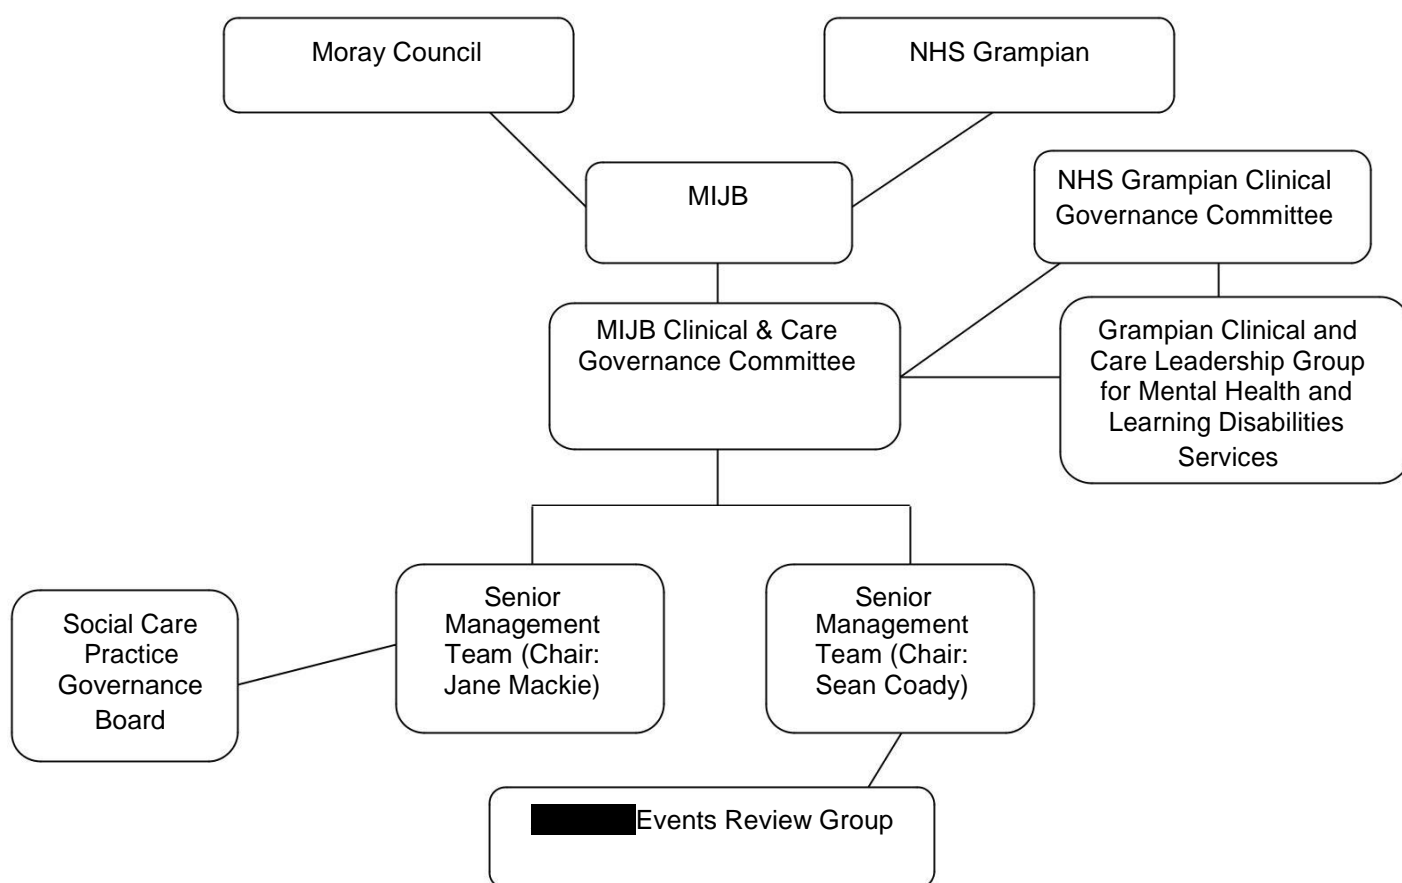 Moray Council
NHS Grampian
MIJB
NHS Grampian Clinical
Governance Committee
MIJB Clinical & Care
Governance Committee
Grampian Clinical and
Care Leadership Group
for Mental Health and
Learning Disabilities
Services
Social Care
Practice
Governance
Board
Senior
Management
Team (Chair:
Jane Mackie)
Senior
Management
Team (Chair:
Sean Coady)
Events Review Group